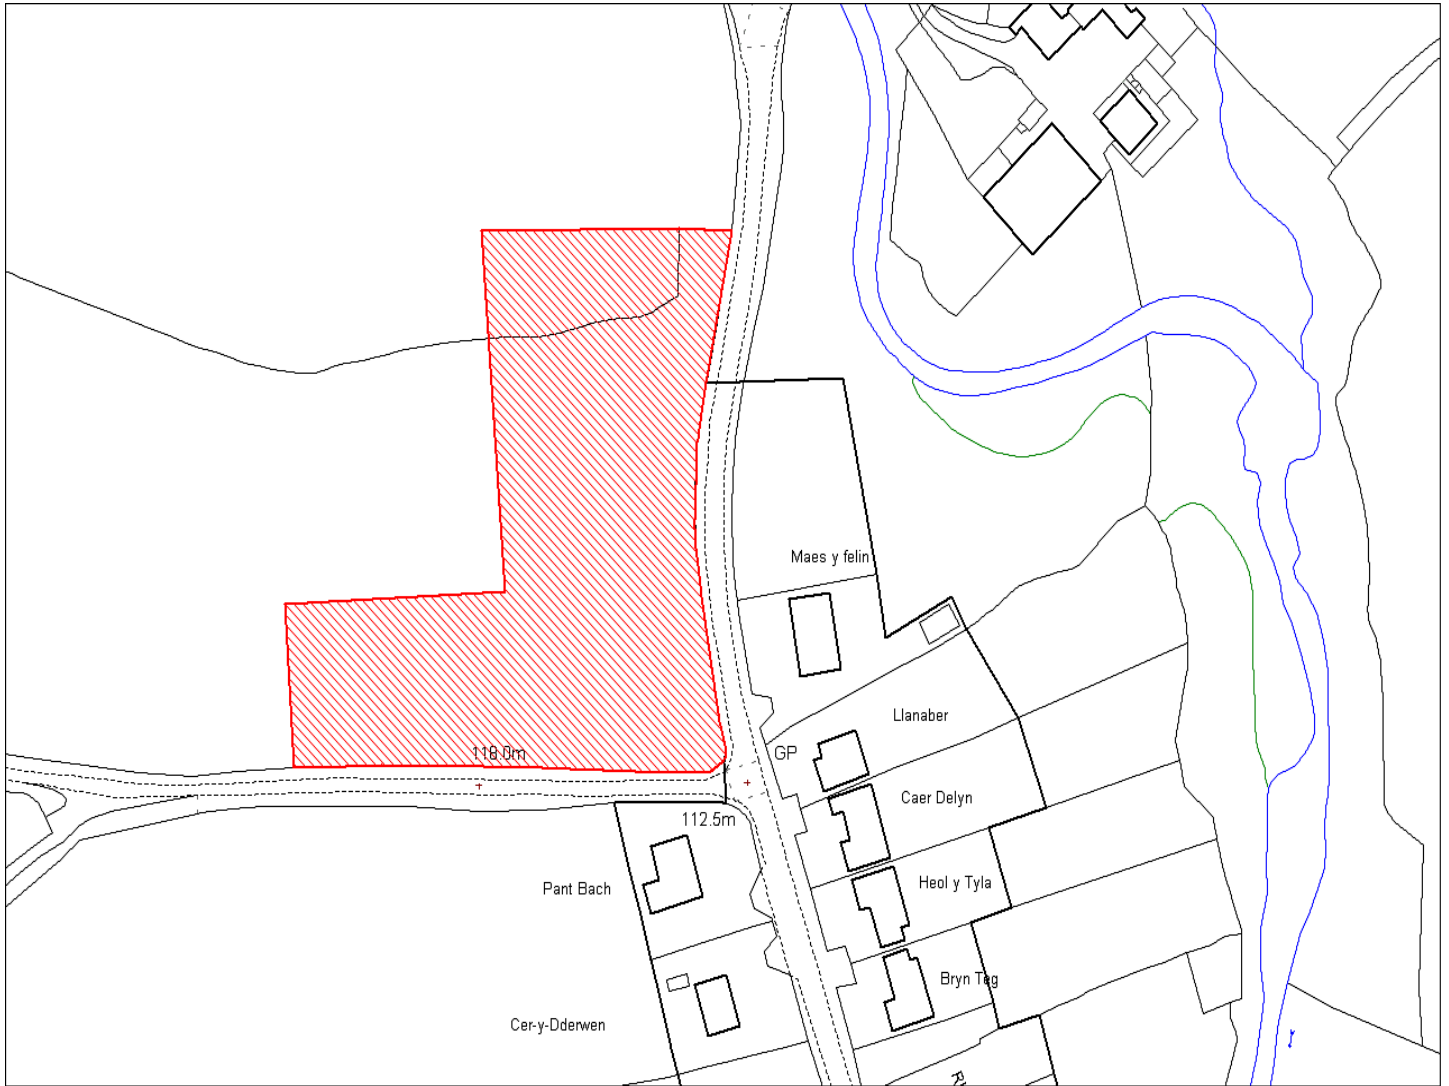 Maes y felin
Llanaber
118.0m
GP
Caer Delyn
112.5m
Heol y Tyla
Pant Bach
Bryn Teg
Cer-y-Dderwen